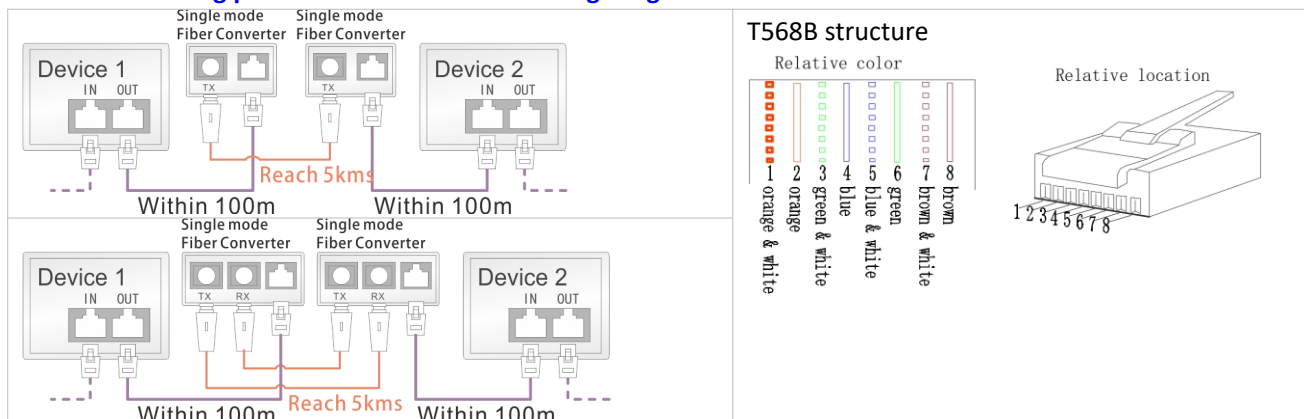 Single mode Single mode
Fiber Converter Fiber Converter
Device 1
IN OUT
TX
TX
Device 2
IN OUT
Reach 5kms
Within 100m
Within 100m
Single mode Single mode
Fiber Converter Fiber Converter
Device 1
IN OUT
TX RX
TX RX
Device 2
IN OUT
Reach 5kms
Within 100m
Within 100m
T568B structure
Relative color
1 orange & white
2 orange
3 green & white
4 blue
5 blue & white
6 green
7 brown & white
8 brown
Relative location
12345678